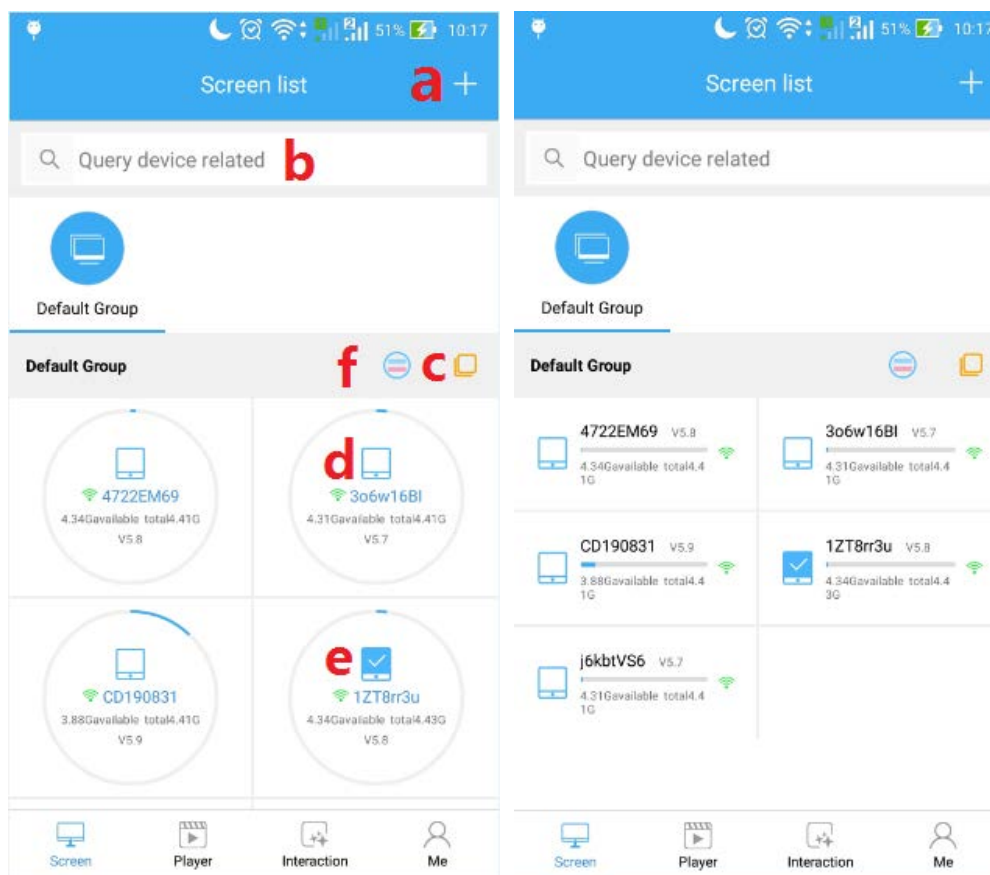 51% 10:17
Screen list a +
Query device related b
Default Group
Default Group f c
d
4722EM69 3o6w16BI
4.34Gavailable total4.41G 4.31Gavailable total4.41G
V5.8 V5.7
e
CD190831 1ZT8rr3u
3.88Gavailable total4.41G 4.34Gavailable total4.43G
V5.9 V5.8
Screen Player Interaction Me
51% 10:17
Screen list +
Query device related
Default Group
Default Group
4722EM69 V5.8 3o6w16BI V5.7
4.34Gavailable total4.4 4.31Gavailable total4.4
1G 1G
CD190831 V5.9 1ZT8rr3u V5.8
3.88Gavailable total4.4 4.34Gavailable total4.4
1G 3G
j6kbtVS6 V5.7
4.31Gavailable total4.4
1G
Screen Player Interaction Me